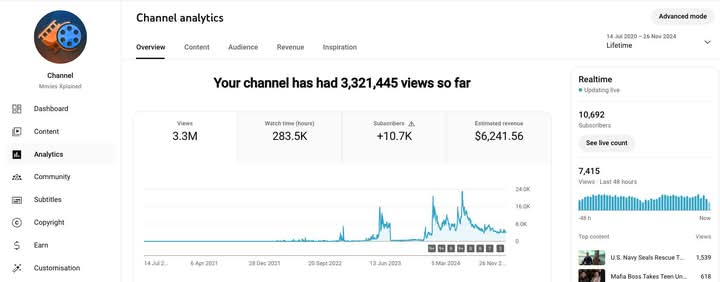 Channel
Mmies Xplained
Dashboard
Content
Analytics
Community
Subtitles
Copyright
Earn
Customisation
Channel analytics
Advanced mode
Overview
Content
Audience
Revenue
Inspiration
14 Jul 2020 – 26 Nov 2024
Lifetime
Your channel has had 3,321,445 views so far
Views
3.3M
Watch time (hours)
283.5K
Subscribers
+10.7K
Estimated revenue
$6,241.56
24.0K
16.0K
8.0K
0
14 Jul 2...
6 Apr 2021
28 Dec 2021
20 Sept 2022
13 Jun 2023
5 Mar 2024
26 Nov 2...
Realtime
Updating live
10,692
Subscribers
See live count
7,415
Views · Last 48 hours
-48 h
Now
Top content
Views
U.S. Navy Seals Rescue T...
1,539
Mafia Boss Takes Teen Un...
618